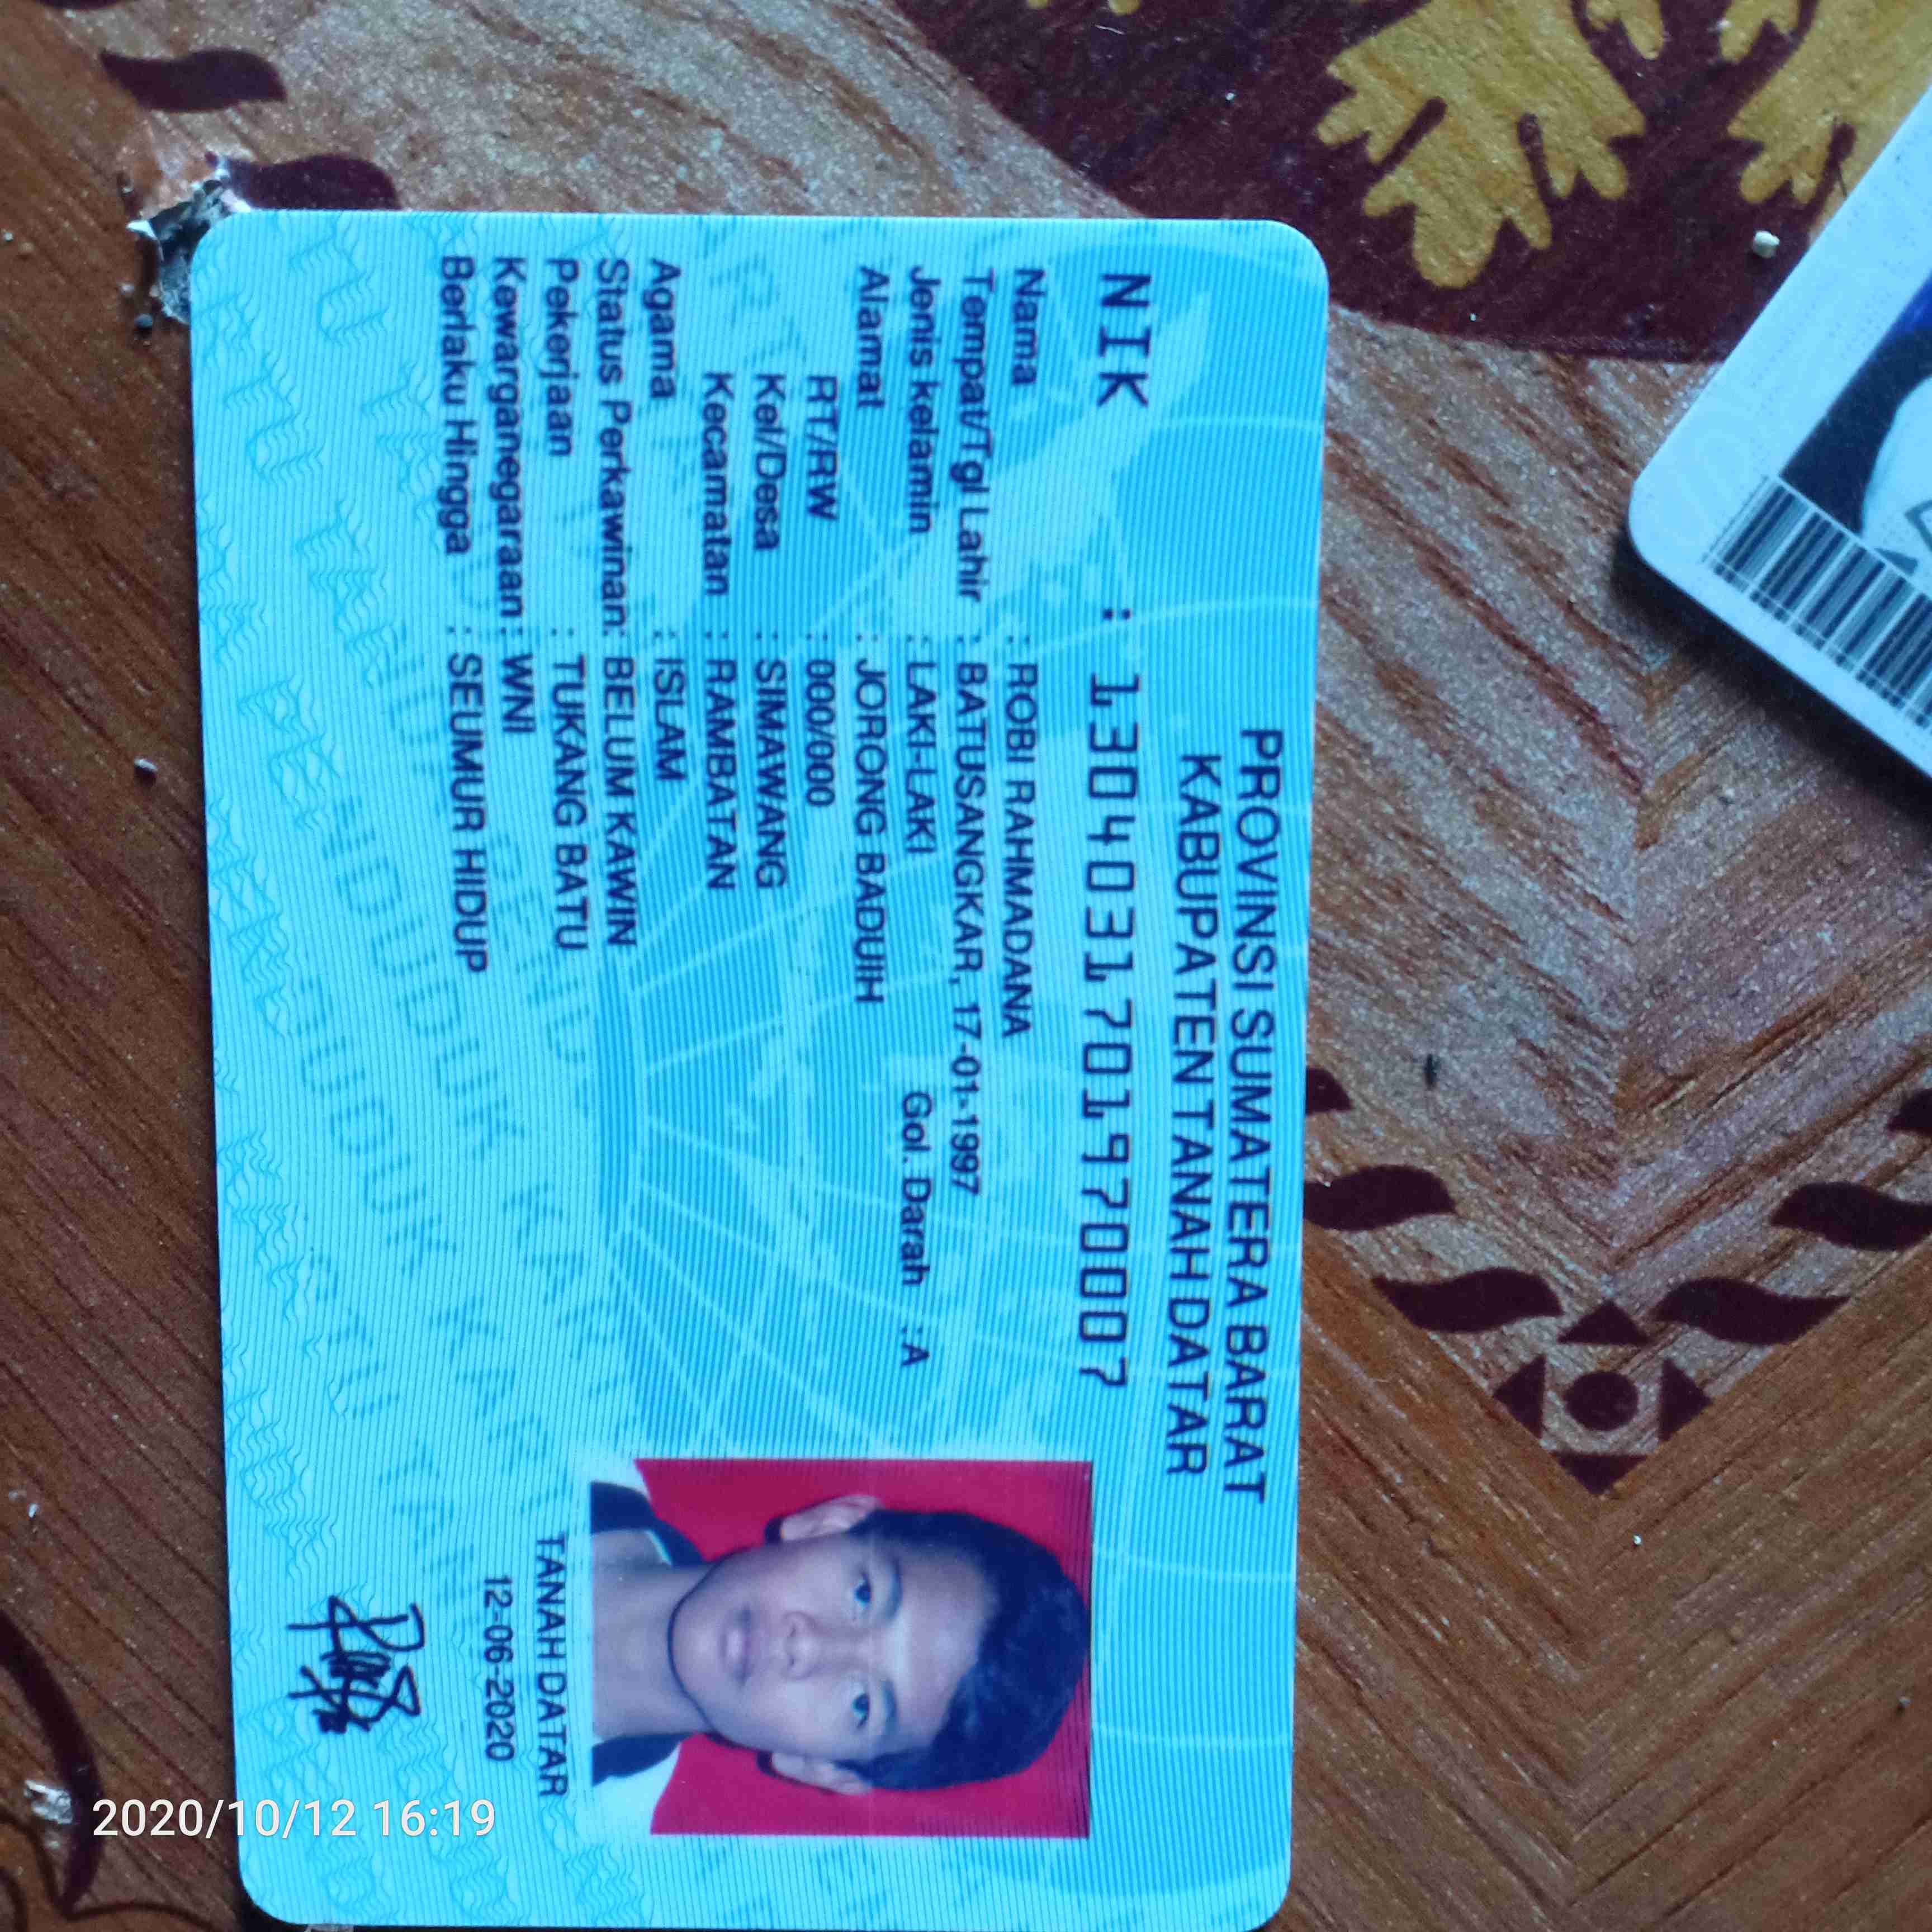 PROVINSI SUMATERA BARAT
KABUPATEN TANAH DATAR
NIK : 1304031701970007
Nama : ROBI RAHMADANA
Tempat/Tgl Lahir : BATUSANGKAR, 17-01-1997
Jenis kelamin : LAKI-LAKI Gol. Darah : A
Alamat : JORONG BADUIH
RT/RW : 000/000
Kel/Desa : SIMAWANG
Kecamatan : RAMBATAN
Agama : ISLAM
Status Perkawinan: BELUM KAWIN
Pekerjaan : TUKANG BATU
Kewarganegaraan : WNI
Berlaku Hingga : SEUMUR HIDUP
TANAH DATAR
12-06-2020
2020/10/12 16:19